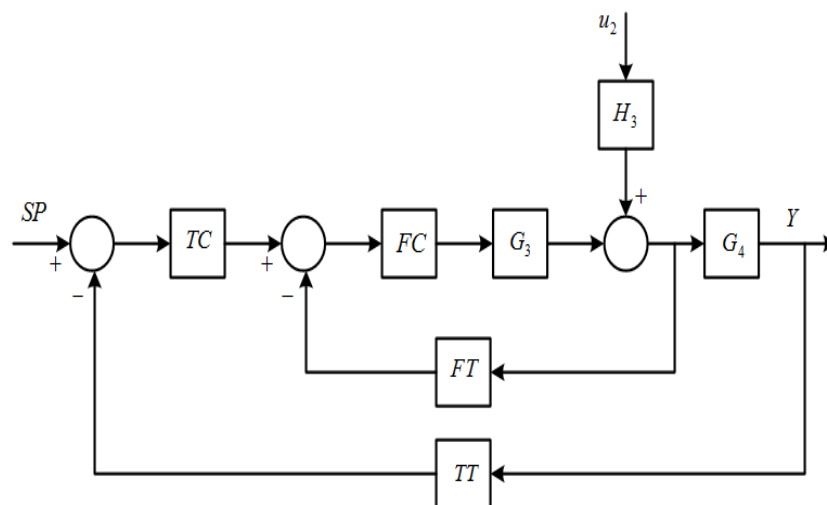 u₂
H₃
+
SP
+
−
TC
+
−
FC
G₃
G₄
Y
FT
TT